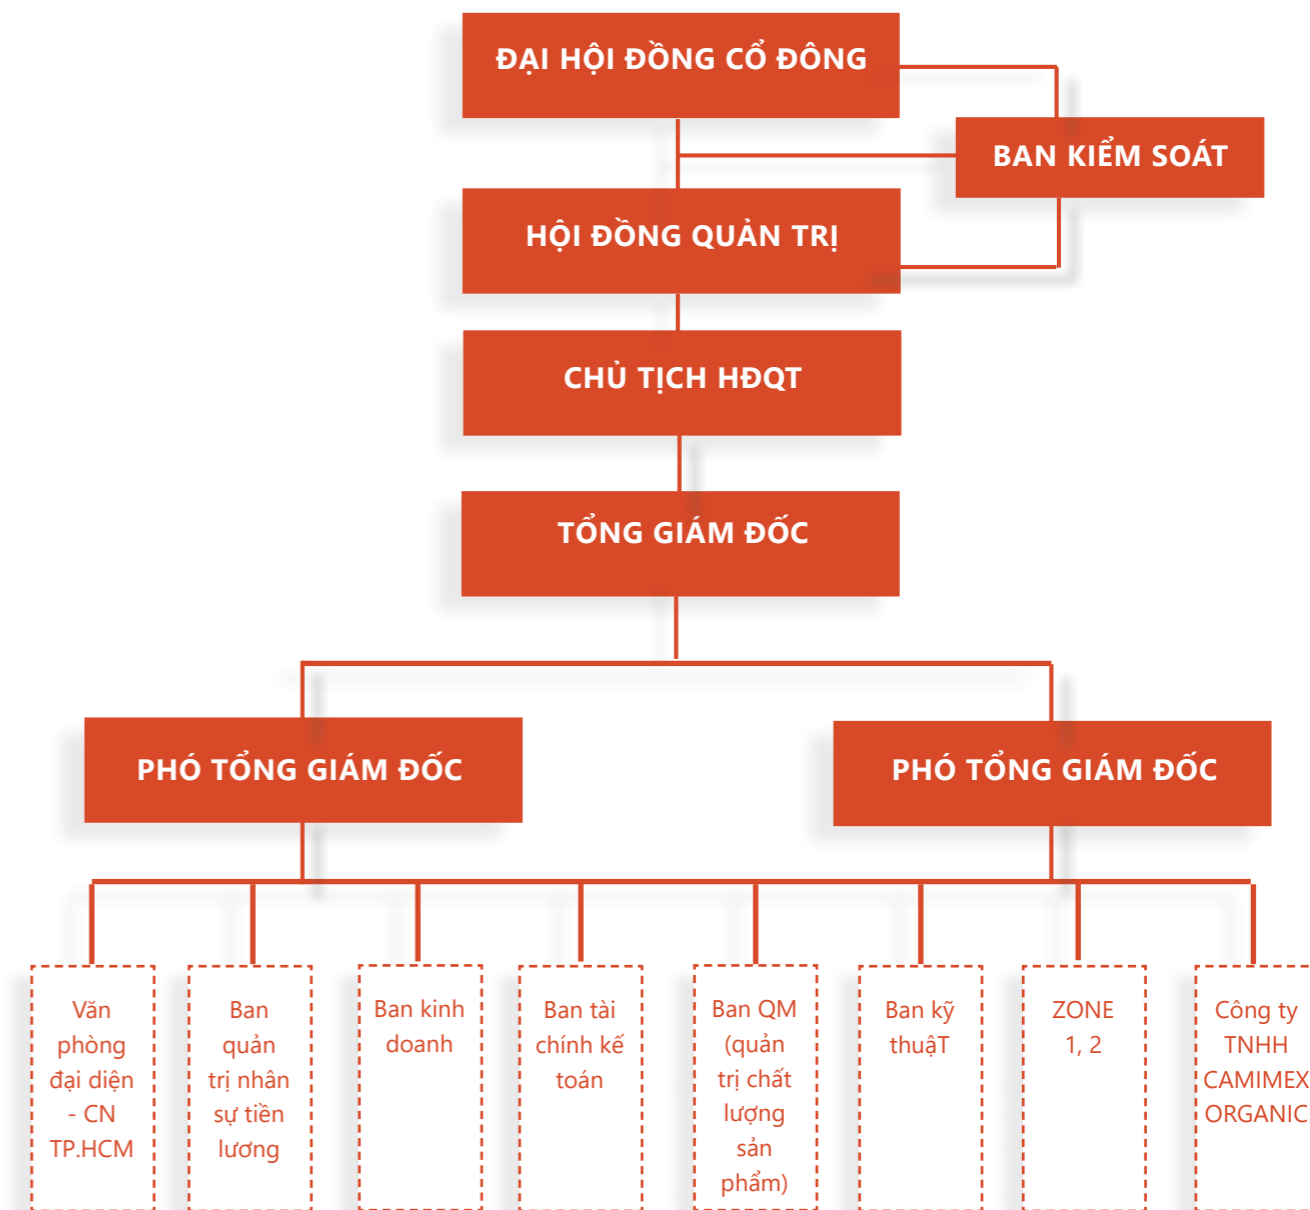 ĐẠI HỘI ĐỒNG CỔ ĐÔNG
BAN KIỂM SOÁT
HỘI ĐỒNG QUẢN TRỊ
CHỦ TỊCH HĐQT
TỔNG GIÁM ĐỐC
PHÓ TỔNG GIÁM ĐỐC
PHÓ TỔNG GIÁM ĐỐC
Văn
phòng
đại diện
- CN
TP.HCM
Ban
quản
trị nhân
sự tiền
lương
Ban kinh
doanh
Ban tài
chính kế
toán
Ban QM
(quản
trị chất
lượng
sản
phẩm)
Ban kỹ
thuậT
ZONE
1, 2
Công ty
TNHH
CAMIMEX
ORGANIC